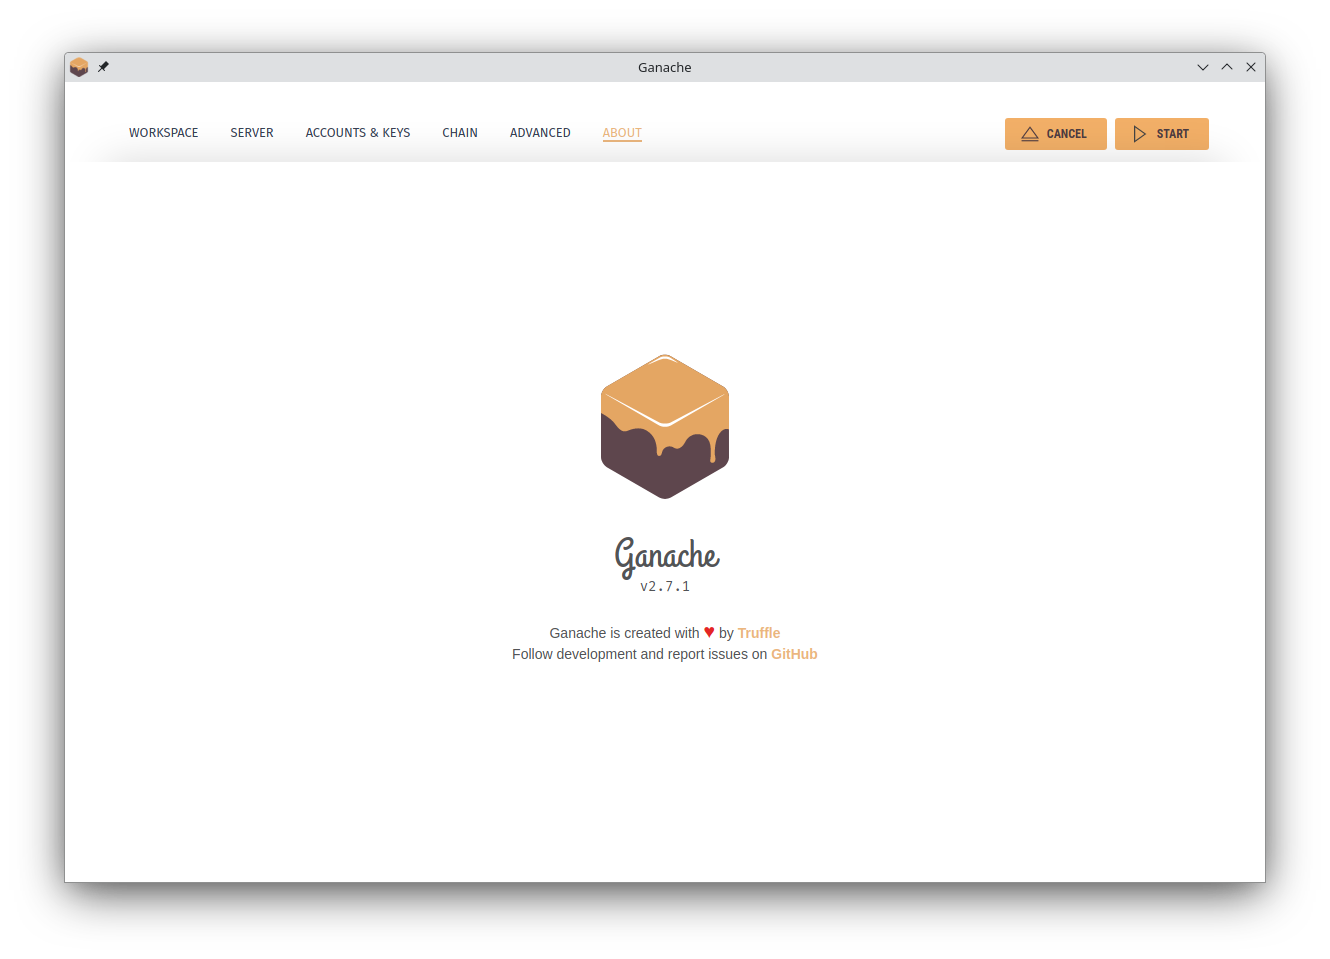 Ganache
WORKSPACE SERVER ACCOUNTS & KEYS CHAIN ADVANCED ABOUT CANCEL START
Ganache
v2.7.1
Ganache is created with ♥ by Truffle
Follow development and report issues on GitHub